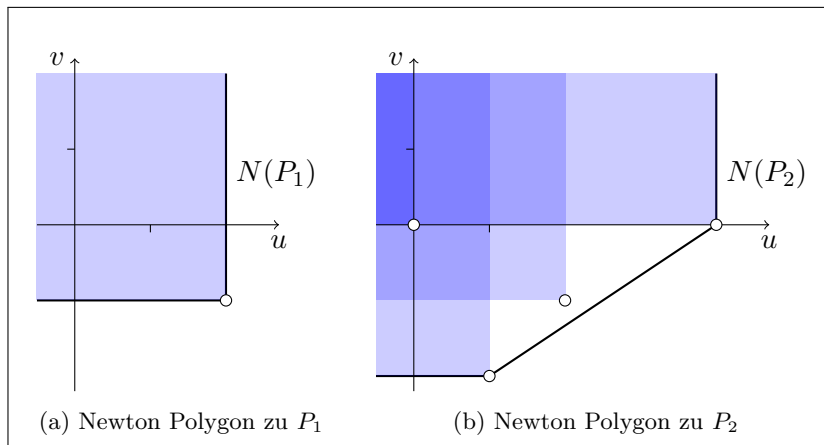 v
N(P₁)
u
(a) Newton Polygon zu P₁
v
N(P₂)
u
(b) Newton Polygon zu P₂